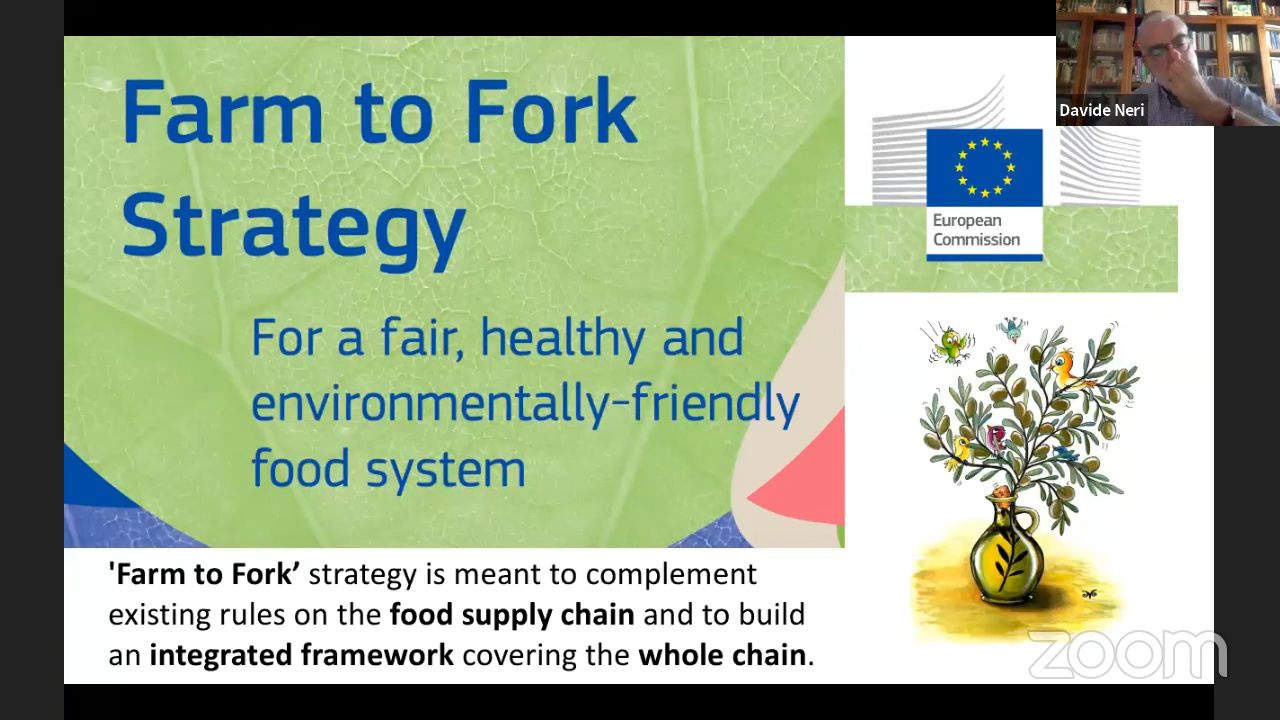 Farm to Fork
Strategy
For a fair, healthy and
environmentally-friendly
food system
European
Commission
Davide Neri
'Farm to Fork’ strategy is meant to complement
existing rules on the food supply chain and to build
an integrated framework covering the whole chain.
zoom